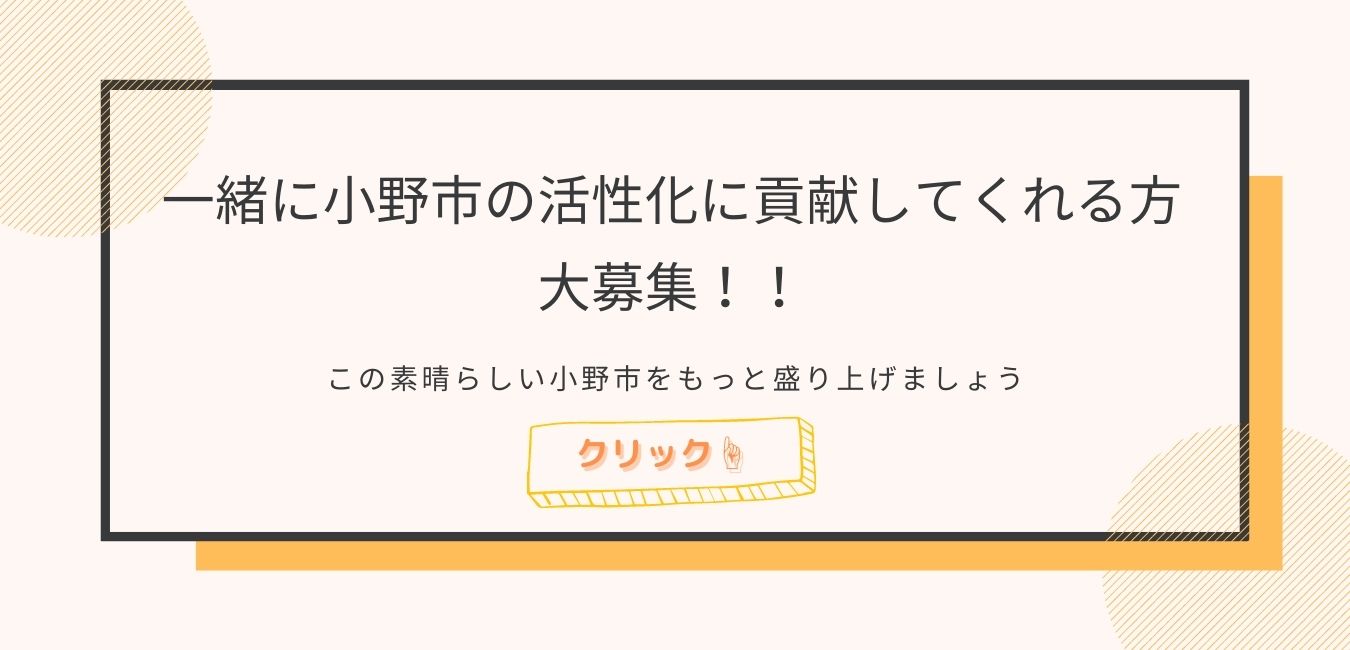 一緒に小野市の活性化に貢献してくれる方
大募集！！
この素晴らしい小野市をもっと盛り上げましょう
クリック☝